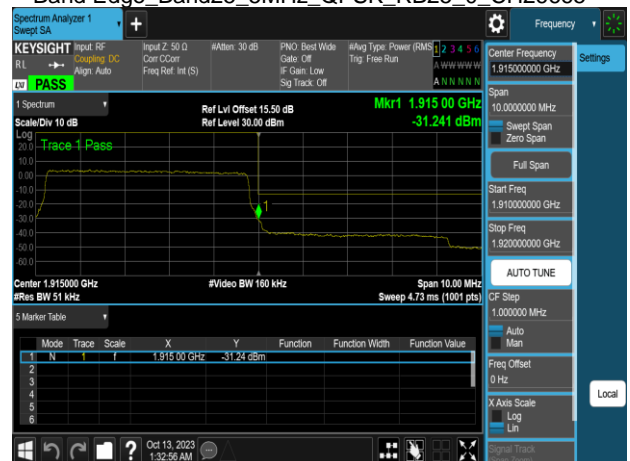 Spectrum Analyzer 1
Swept SA
+
Frequency
KEYSIGHT
RL
LXI PASS
Input: RF
Coupling: DC
Align: Auto
Input Z: 50 Ω
Corr CCorr
Freq Ref: Int (S)
#Atten: 30 dB
PNO: Best Wide
Gate: Off
IF Gain: Low
Sig Track: Off
#Avg Type: Power (RMS
Trig: Free Run
1 2 3 4 5 6
A W W W W W
A N N N N N
1 Spectrum
Scale/Div 10 dB
Ref Lvl Offset 15.50 dB
Ref Level 30.00 dBm
Mkr1 1.915 00 GHz
-31.241 dBm
Log
Trace 1 Pass
20.0
10.0
0.00
-10.0
-20.0
-30.0
-40.0
-50.0
-60.0
1
Center 1.915000 GHz
#Res BW 51 kHz
#Video BW 160 kHz
Span 10.00 MHz
Sweep 4.73 ms (1001 pts)
5 Marker Table
Mode Trace Scale X Y Function Function Width Function Value
1 N 1 f 1.915 00 GHz -31.24 dBm
2
3
4
5
6
Oct 13, 2023
1:32:56 AM
Center Frequency
1.915000000 GHz
Settings
Span
10.0000000 MHz
Swept Span
Zero Span
Full Span
Start Freq
1.910000000 GHz
Stop Freq
1.920000000 GHz
AUTO TUNE
CF Step
1.000000 MHz
Auto
Man
Freq Offset
0 Hz
X Axis Scale
Log
Lin
Local
Signal Track